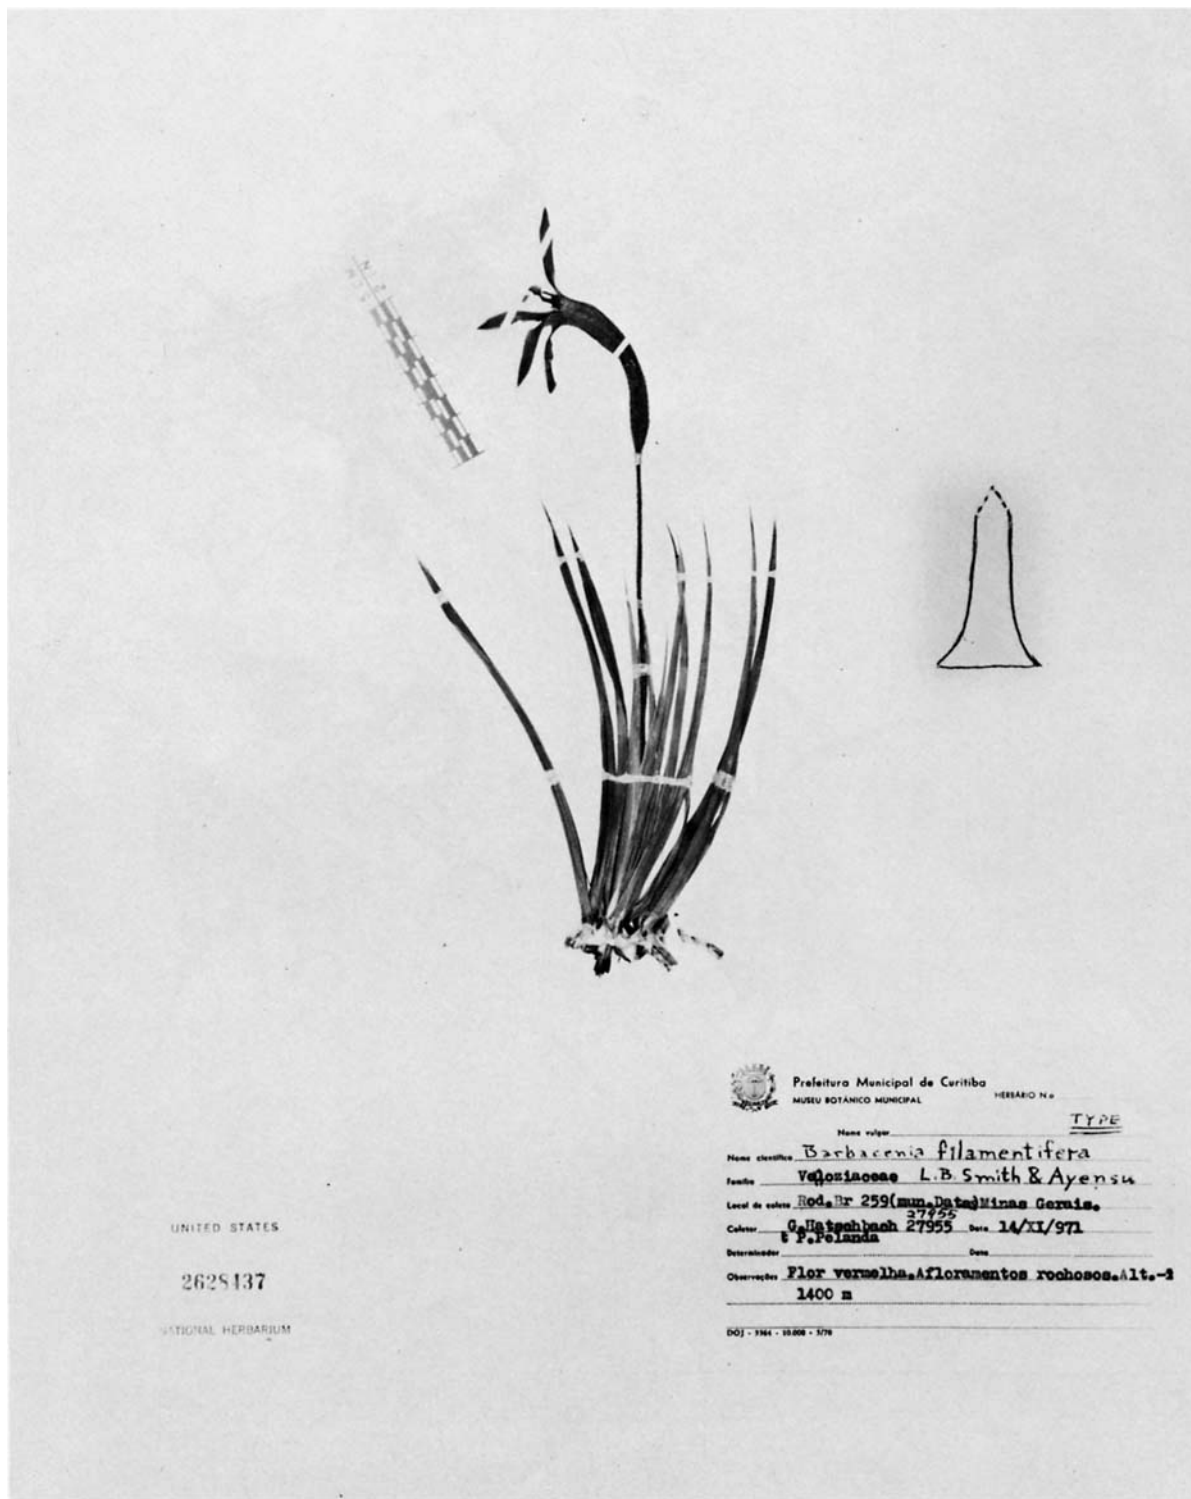 Prefeitura Municipal de Curitiba
MUSEU BOTÁNICO MUNICIPAL HERBÁRIO N.o
TYPE
Nome vulgar
Nome científico Barbacenia filamentifera
Família Velloziaceae L.B. Smith & Ayensu
Local de coleta Rod.Br 259(mun.Datas)Minas Gerais.
27955
Coletor G.Hatschbach 27955 Data 14/XI/971
& P.Pelanda
Determinador Data
Observações Flor vermelha.Afloramentos rochosos.Alt.-1
1400 m
UNITED STATES
2628437
NATIONAL HERBARIUM